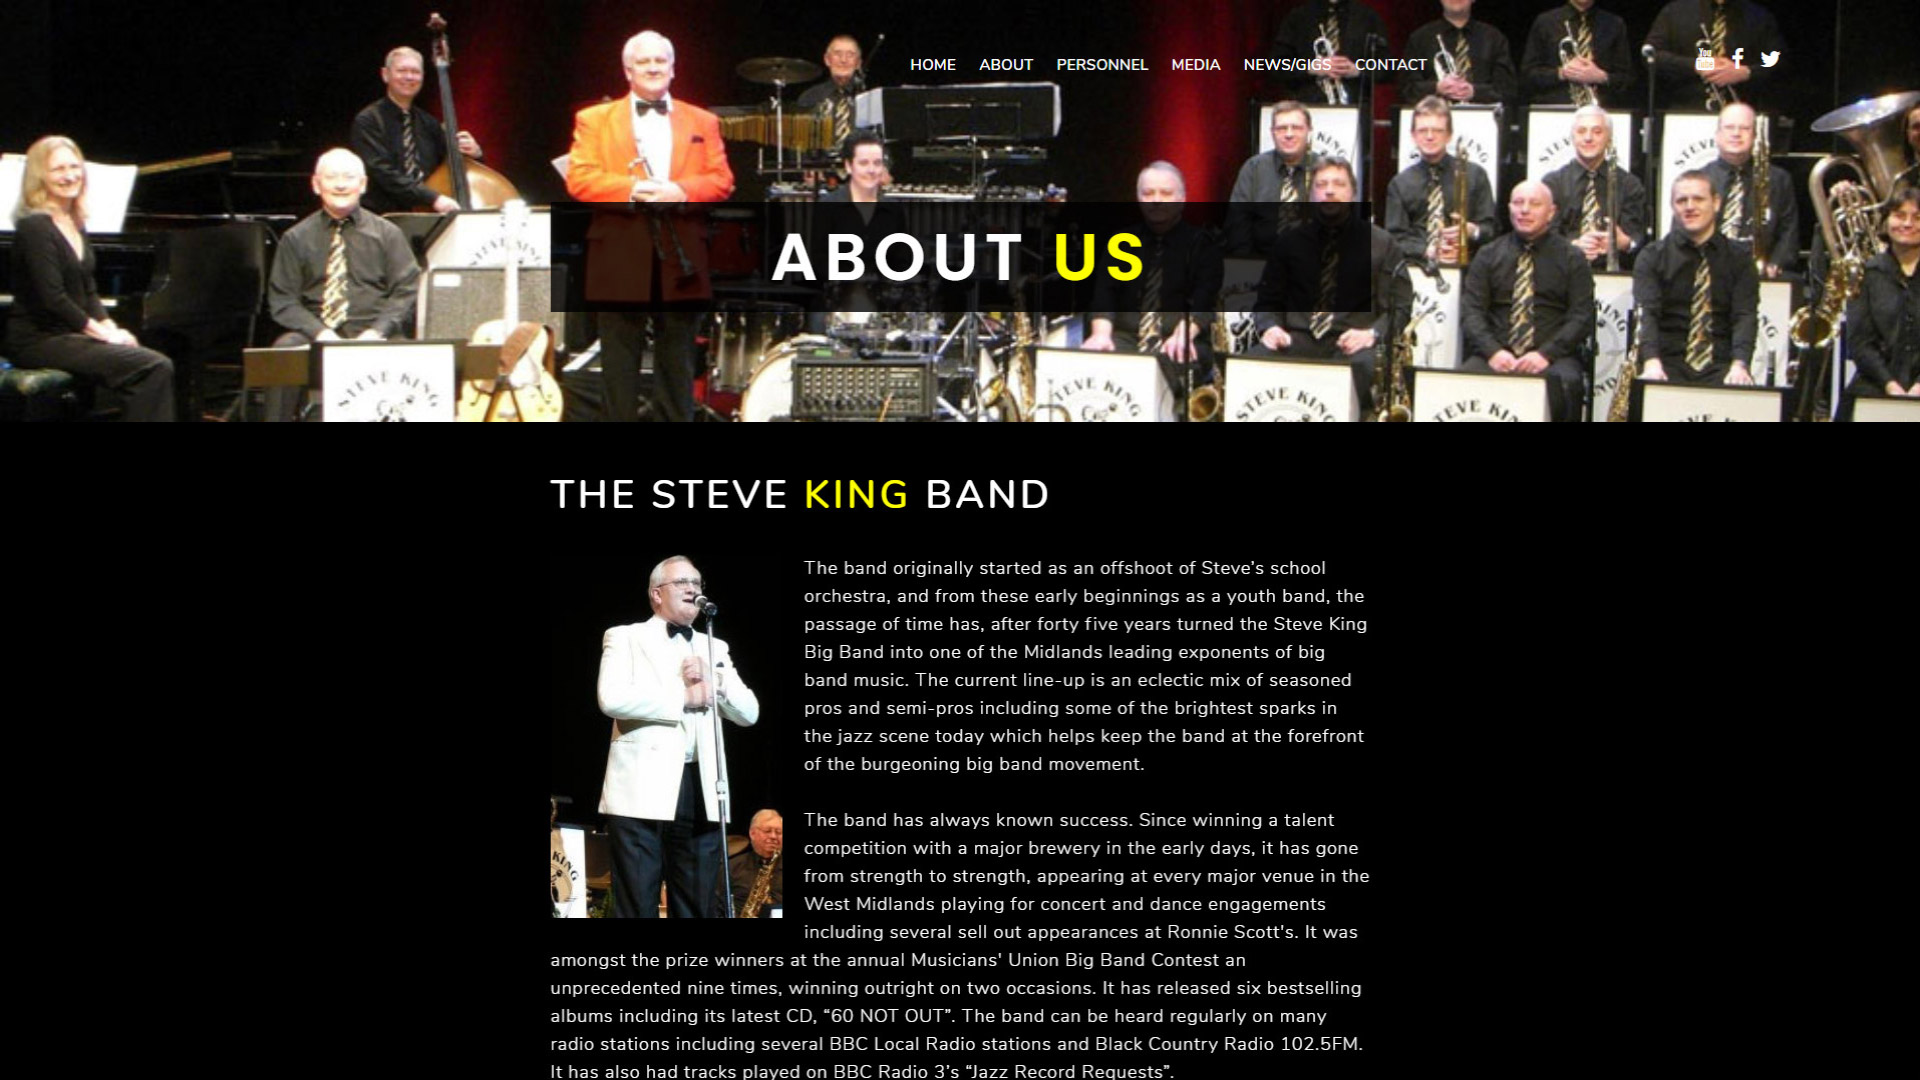 HOME ABOUT PERSONNEL MEDIA NEWS/GIGS CONTACT
You Tube
ABOUT US
STEVE KING
STEVE KING
STEVE KING
THE STEVE KING BAND
The band originally started as an offshoot of Steve’s school
orchestra, and from these early beginnings as a youth band, the
passage of time has, after forty five years turned the Steve King
Big Band into one of the Midlands leading exponents of big
band music. The current line-up is an eclectic mix of seasoned
pros and semi-pros including some of the brightest sparks in
the jazz scene today which helps keep the band at the forefront
of the burgeoning big band movement.
The band has always known success. Since winning a talent
competition with a major brewery in the early days, it has gone
from strength to strength, appearing at every major venue in the
West Midlands playing for concert and dance engagements
including several sell out appearances at Ronnie Scott's. It was
KING
amongst the prize winners at the annual Musicians' Union Big Band Contest an
unprecedented nine times, winning outright on two occasions. It has released six bestselling
albums including its latest CD, “60 NOT OUT”. The band can be heard regularly on many
radio stations including several BBC Local Radio stations and Black Country Radio 102.5FM.
It has also had tracks played on BBC Radio 3’s “Jazz Record Requests”.